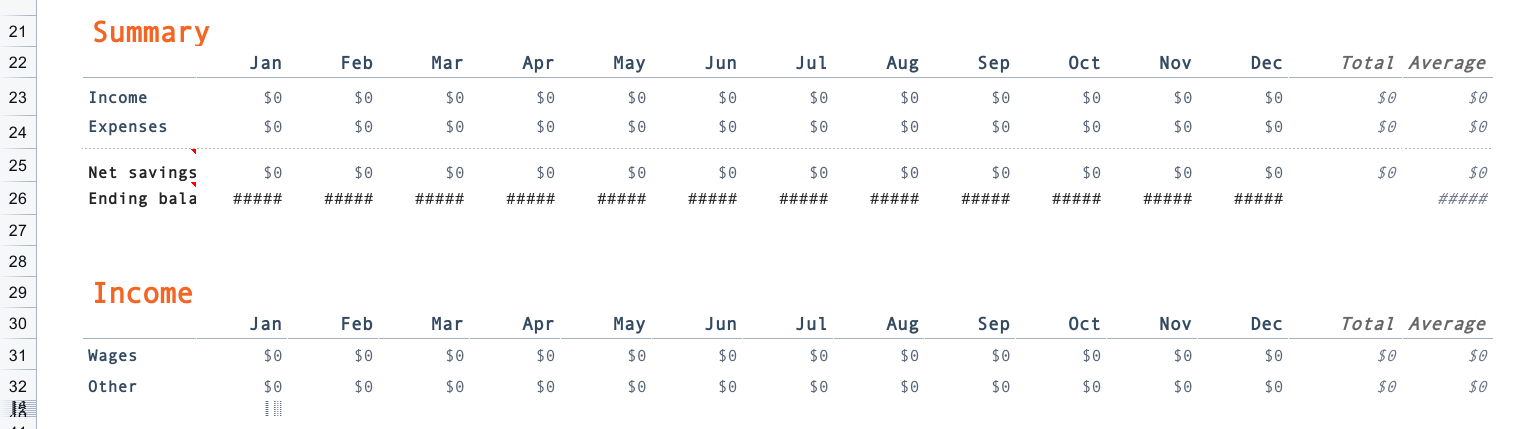 21 Summary
22 Jan Feb Mar Apr May Jun Jul Aug Sep Oct Nov Dec Total Average
23 Income $0 $0 $0 $0 $0 $0 $0 $0 $0 $0 $0 $0 $0 $0
24 Expenses $0 $0 $0 $0 $0 $0 $0 $0 $0 $0 $0 $0 $0 $0
25 Net savings $0 $0 $0 $0 $0 $0 $0 $0 $0 $0 $0 $0 $0 $0
26 Ending bala ##### ##### ##### ##### ##### ##### ##### ##### ##### ##### ##### ##### #####
27
28
29 Income
30 Jan Feb Mar Apr May Jun Jul Aug Sep Oct Nov Dec Total Average
31 Wages $0 $0 $0 $0 $0 $0 $0 $0 $0 $0 $0 $0 $0 $0
32 Other $0 $0 $0 $0 $0 $0 $0 $0 $0 $0 $0 $0 $0 $0